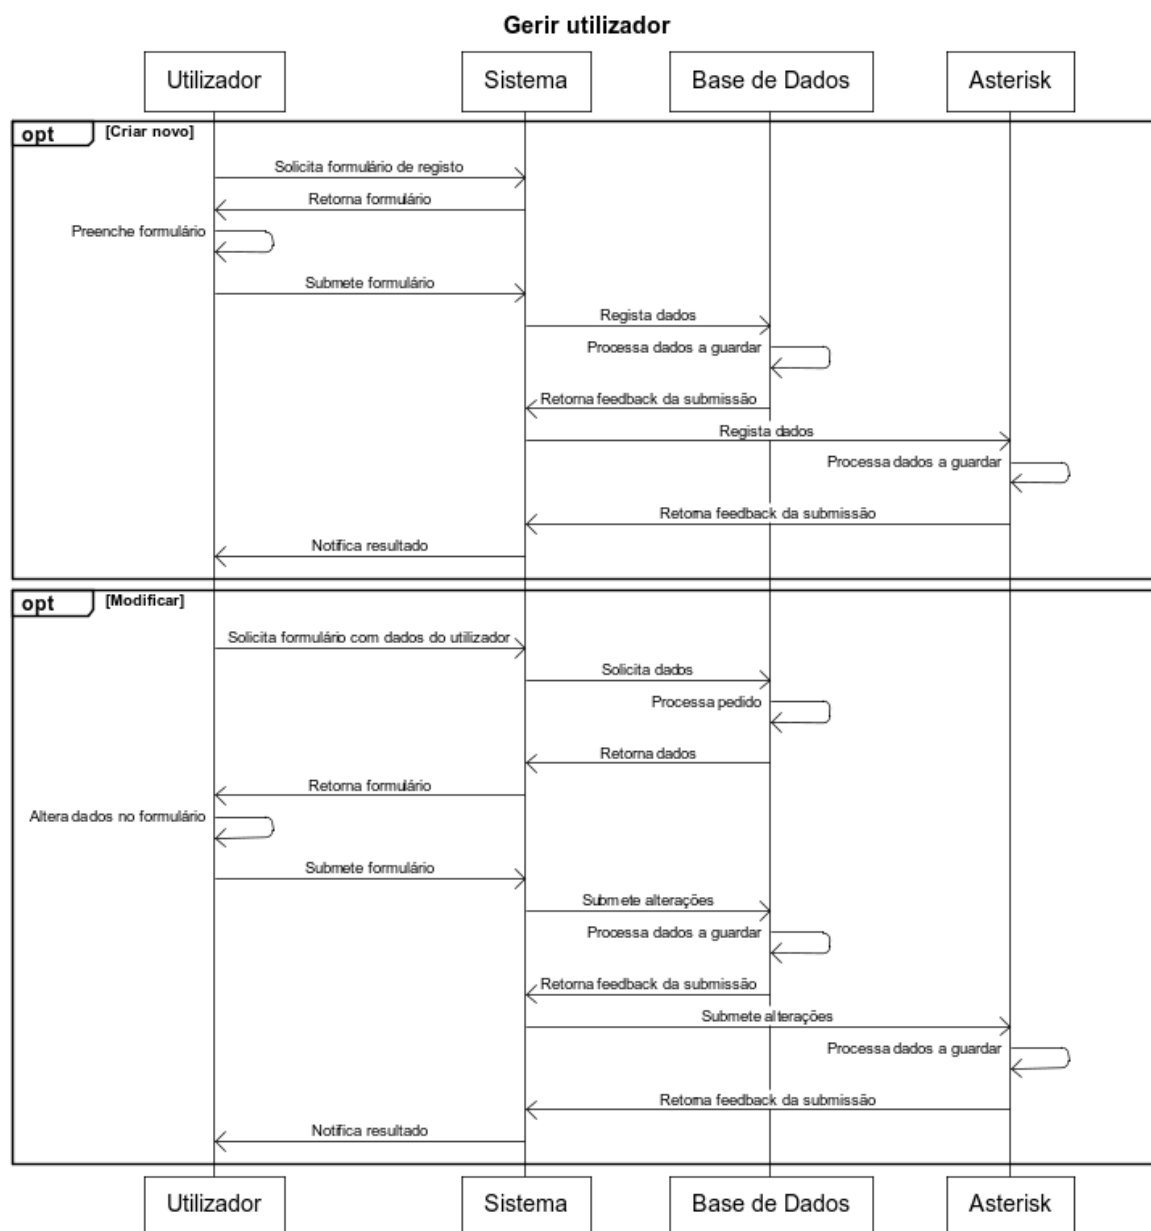 Gerir utilizador
Utilizador
Sistema
Base de Dados
Asterisk
opt
[Criar novo]
Solicita formulário de registo
Retorna formulário
Preenche formulário
Submete formulário
Regista dados
Processa dados a guardar
Retorna feedback da submissão
Regista dados
Processa dados a guardar
Retorna feedback da submissão
Notifica resultado
opt
[Modificar]
Solicita formulário com dados do utilizador
Solicita dados
Processa pedido
Retorna dados
Retorna formulário
Altera dados no formulário
Submete formulário
Submete alterações
Processa dados a guardar
Retorna feedback da submissão
Submete alterações
Processa dados a guardar
Retorna feedback da submissão
Notifica resultado
Utilizador
Sistema
Base de Dados
Asterisk